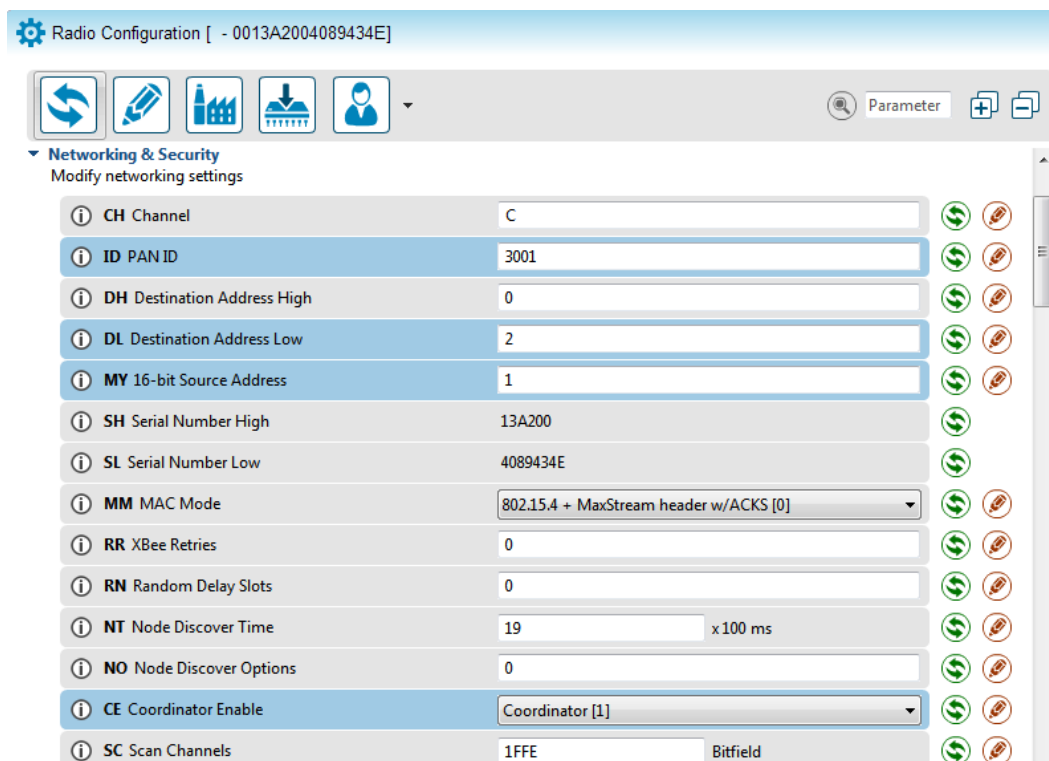 Radio Configuration [ - 0013A2004089434E]
Parameter
Networking & Security
Modify networking settings
CH Channel C
ID PAN ID 3001
DH Destination Address High 0
DL Destination Address Low 2
MY 16-bit Source Address 1
SH Serial Number High 13A200
SL Serial Number Low 4089434E
MM MAC Mode 802.15.4 + MaxStream header w/ACKS [0]
RR XBee Retries 0
RN Random Delay Slots 0
NT Node Discover Time 19 x 100 ms
NO Node Discover Options 0
CE Coordinator Enable Coordinator [1]
SC Scan Channels 1FFE Bitfield